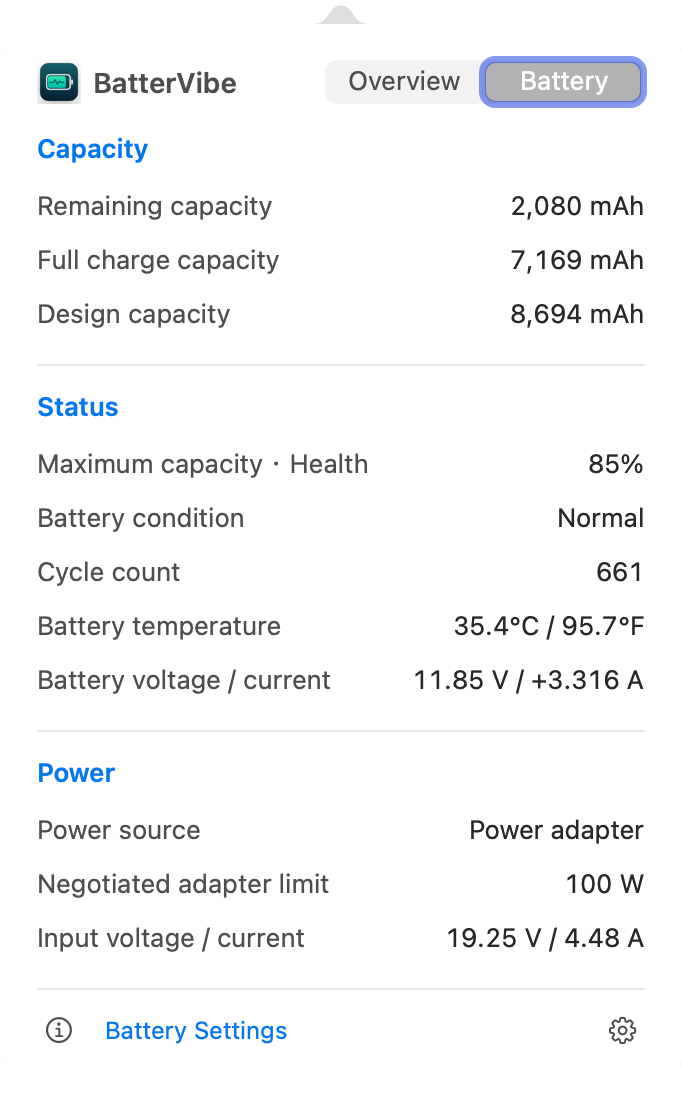 BatterVibe Overview Battery
Capacity
Remaining capacity 2,080 mAh
Full charge capacity 7,169 mAh
Design capacity 8,694 mAh
Status
Maximum capacity · Health 85%
Battery condition Normal
Cycle count 661
Battery temperature 35.4°C / 95.7°F
Battery voltage / current 11.85 V / +3.316 A
Power
Power source Power adapter
Negotiated adapter limit 100 W
Input voltage / current 19.25 V / 4.48 A
Battery Settings